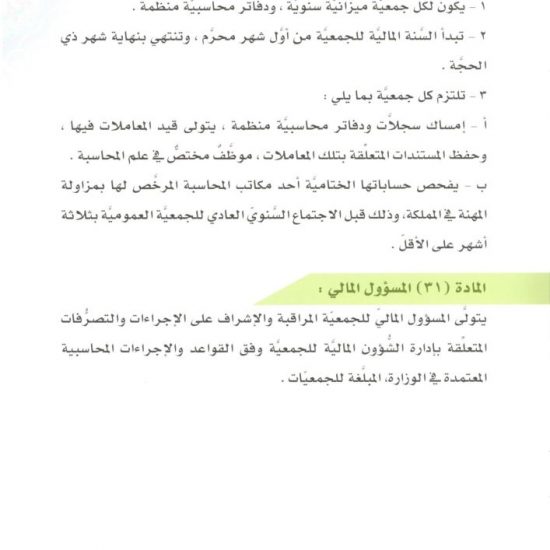 ١ - يكون لكل جمعيَّة ميزانيَّة سنويَّة ، ودفاتر محاسبيَّة منظمة .
٢ - تبدأ السَّنة الماليَّة للجمعيَّة من أوَّل شهر محرَّم ، وتنتهي بنهاية شهر ذي
الحجَّة .
٣ - تلتزم كل جمعيَّة بما يلي :
أ - إمساك سجلاَّت ودفاتر محاسبيَّة منظمة ، يتولى قيد المعاملات فيها ،
وحفظ المستندات المتعلِّقة بتلك المعاملات ، موظَّفٌ مختصٌّ في علم المحاسبة .
ب - يفحص حساباتها الختاميَّة أحد مكاتب المحاسبة المرخَّص لها بمزاولة
المهنة في المملكة، وذلك قبل الاجتماع السَّنويّ العادي للجمعيَّة العموميَّة بثلاثة
أشهر على الأقلّ .
المادة (٣١) المسؤول المالي :
يتولَّى المسؤول الماليّ للجمعيَّة المراقبة والإشراف على الإجراءات والتصرُّفات
المتعلِّقة بإدارة الشُّؤون الماليَّة للجمعيَّة وفق القواعد والإجراءات المحاسبية
المعتمدة في الوزارة، المبلَّغة للجمعيَّات .